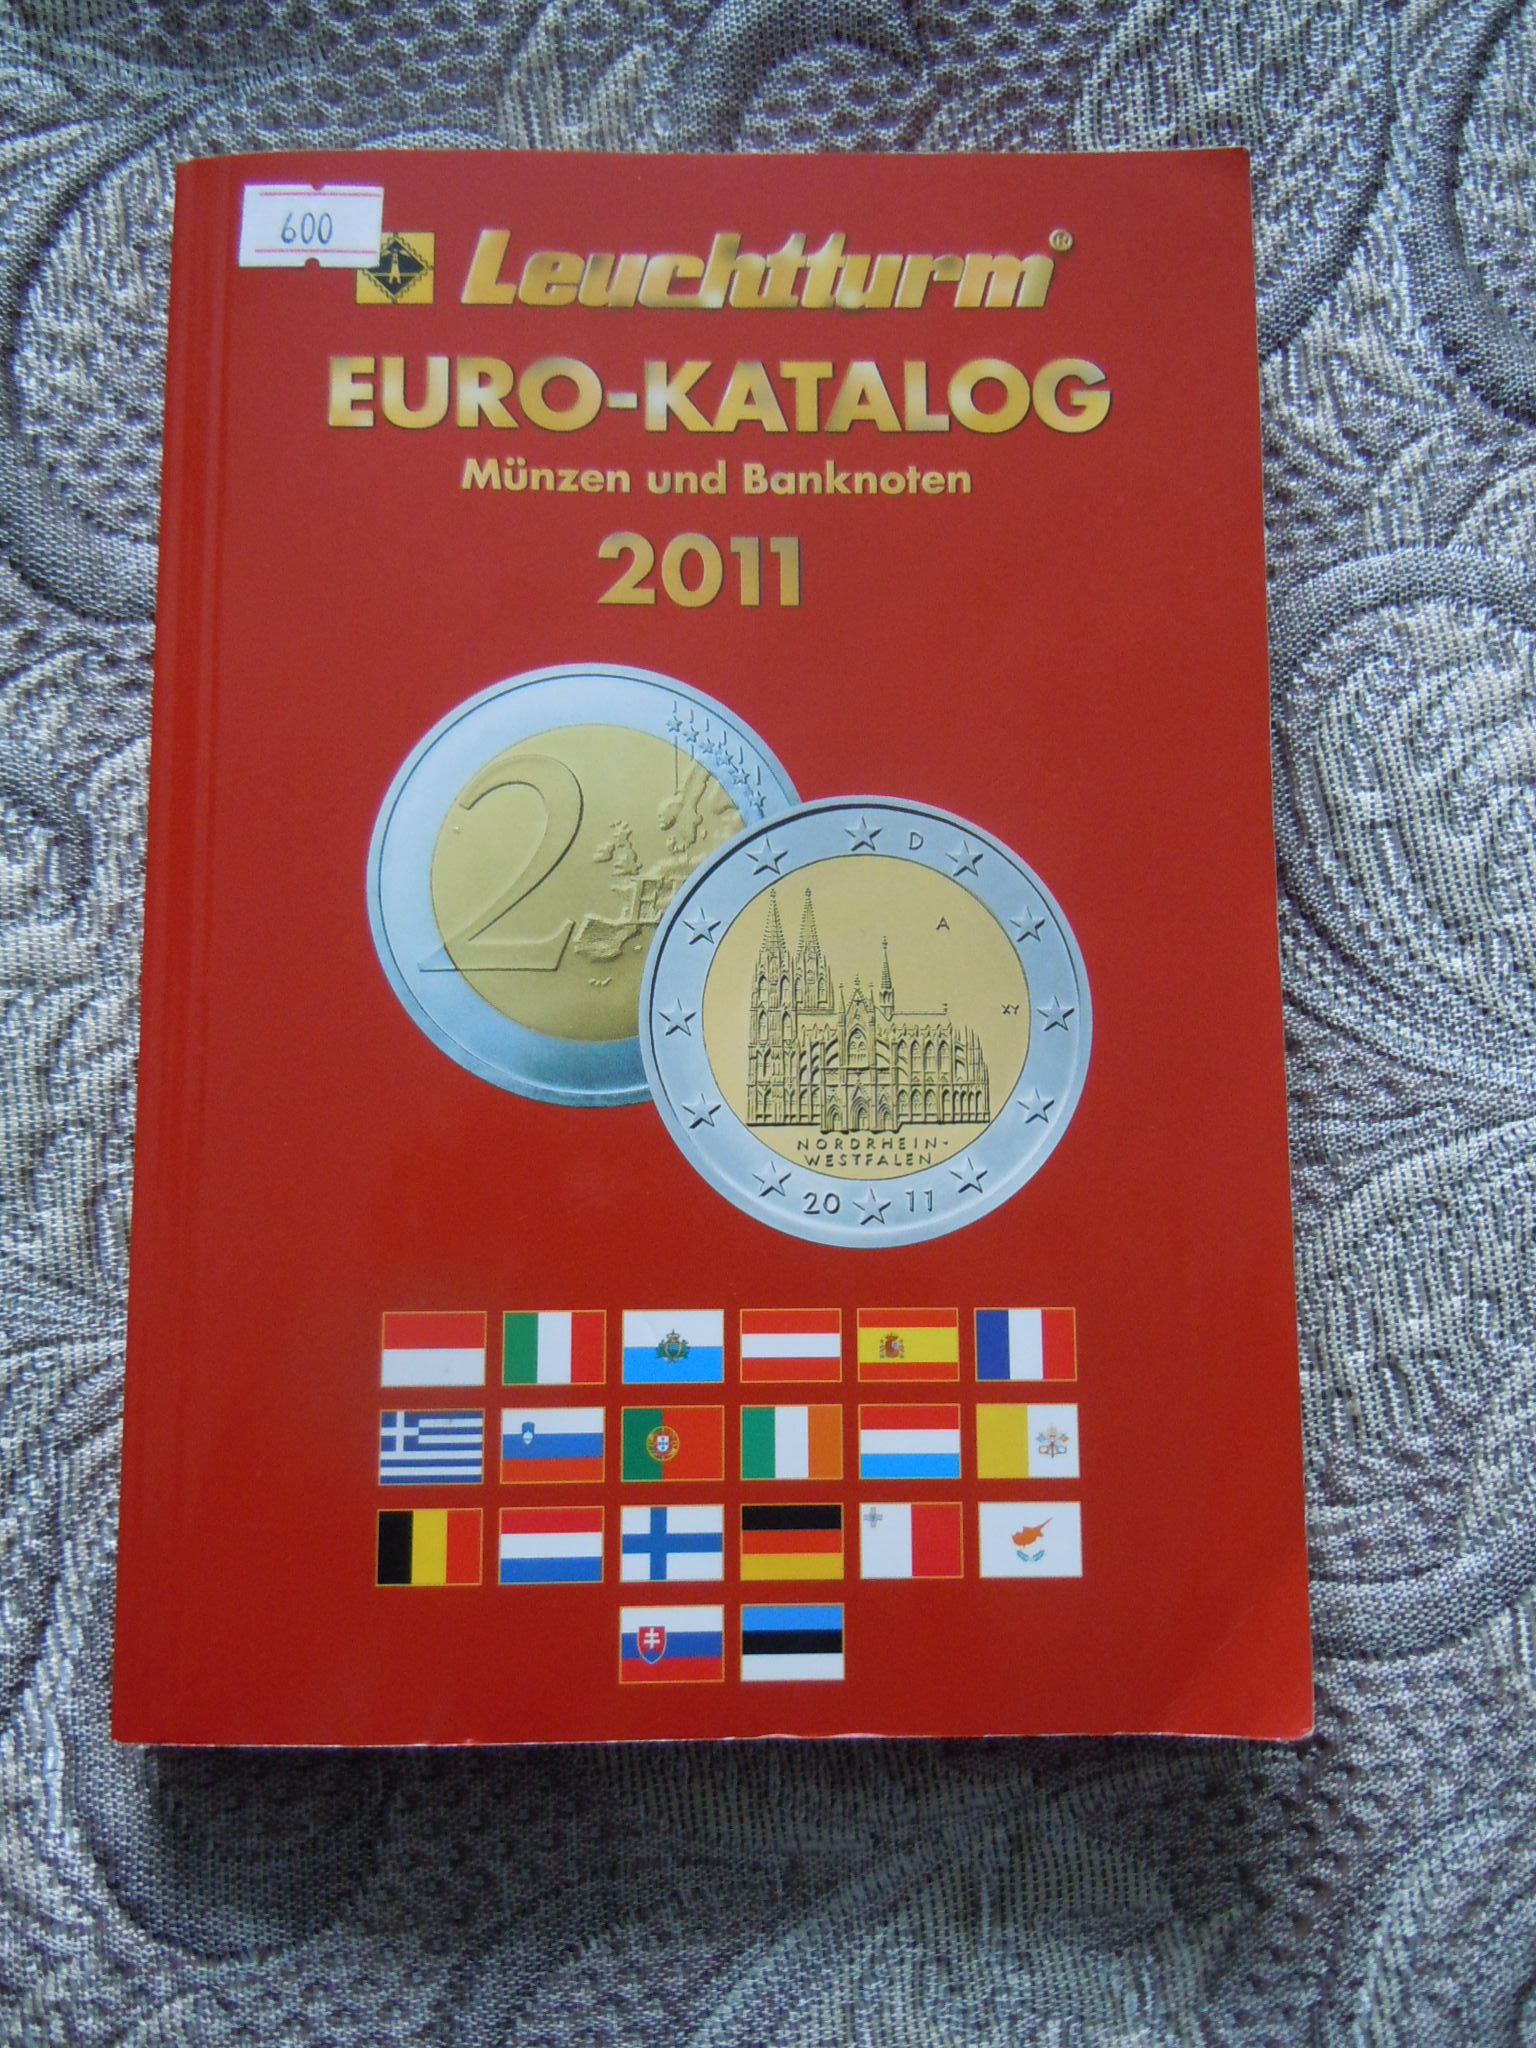 600
Leuchtturm®
EURO-KATALOG
Münzen und Banknoten
2011
2
D
A
XY
NORDRHEIN-
WESTFALEN
20 11